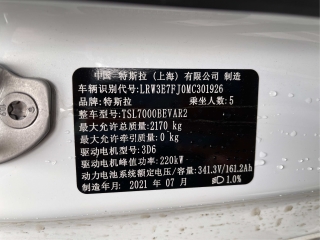 中国 特斯拉（上海）有限公司 制造
车辆识别代号:LRW3E7FJ0MC301926
品牌:特斯拉 乘坐人数:5
整车型号:TSL7000BEVAR2
最大允许总质量:2170 kg
最大允许牵引质量:0 kg
驱动电机型号:3D6
驱动电机峰值功率:220kW
动力电池系统额定电压/容量:341.3V/161.2Ah
制造年月:2021 年 07 月 1.0%